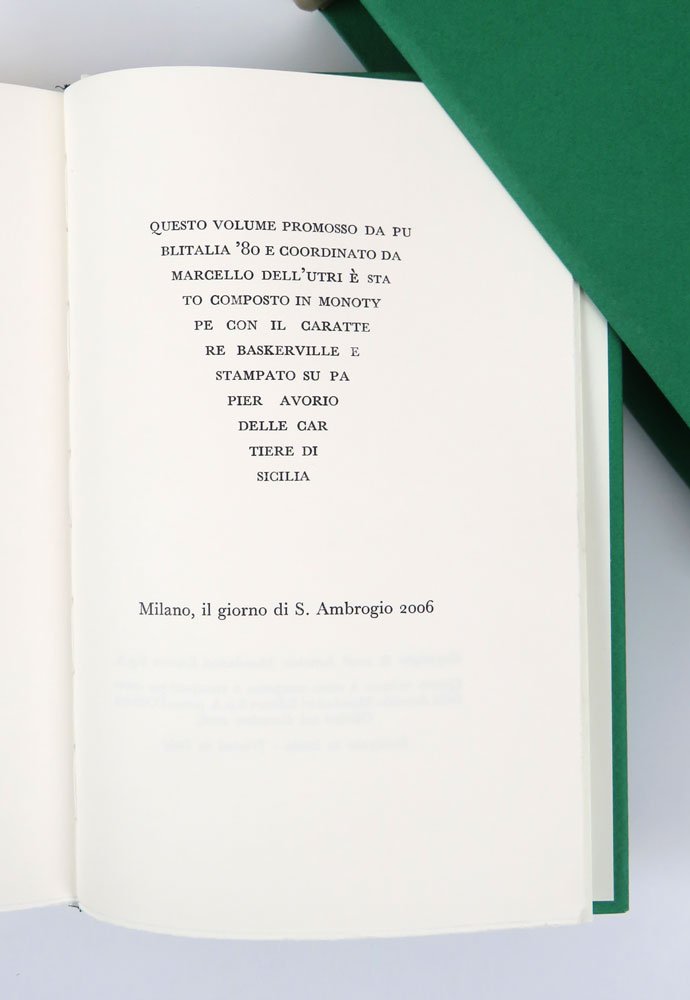 QUESTO VOLUME PROMOSSO DA PU
BLITALIA ’80 E COORDINATO DA
MARCELLO DELL’UTRI È STA
TO COMPOSTO IN MONOTY
PE CON IL CARATTE
RE BASKERVILLE E
STAMPATO SU PA
PIER AVORIO
DELLE CAR
TIERE DI
SICILIA
Milano, il giorno di S. Ambrogio 2006